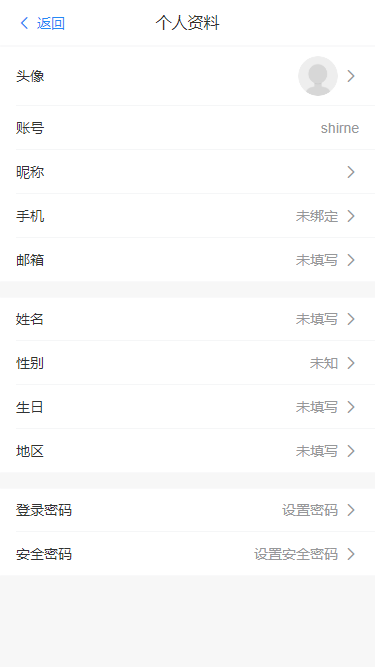 返回 个人资料
头像
账号 shirne
昵称
手机 未绑定
邮箱 未填写
姓名 未填写
性别 未知
生日 未填写
地区 未填写
登录密码 设置密码
安全密码 设置安全密码